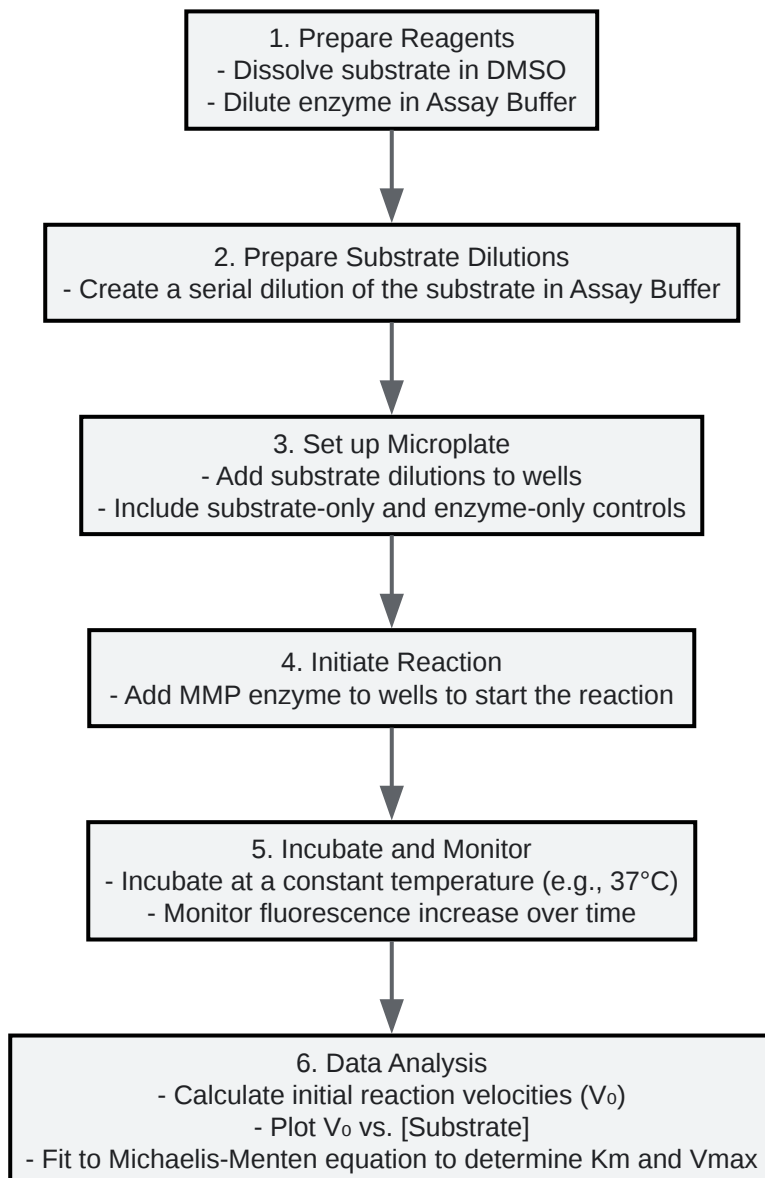 1. Prepare Reagents
- Dissolve substrate in DMSO
- Dilute enzyme in Assay Buffer
2. Prepare Substrate Dilutions
- Create a serial dilution of the substrate in Assay Buffer
3. Set up Microplate
- Add substrate dilutions to wells
- Include substrate-only and enzyme-only controls
4. Initiate Reaction
- Add MMP enzyme to wells to start the reaction
5. Incubate and Monitor
- Incubate at a constant temperature (e.g., 37°C)
- Monitor fluorescence increase over time
6. Data Analysis
- Calculate initial reaction velocities (V₀)
- Plot V₀ vs. [Substrate]
- Fit to Michaelis-Menten equation to determine Km and Vmax